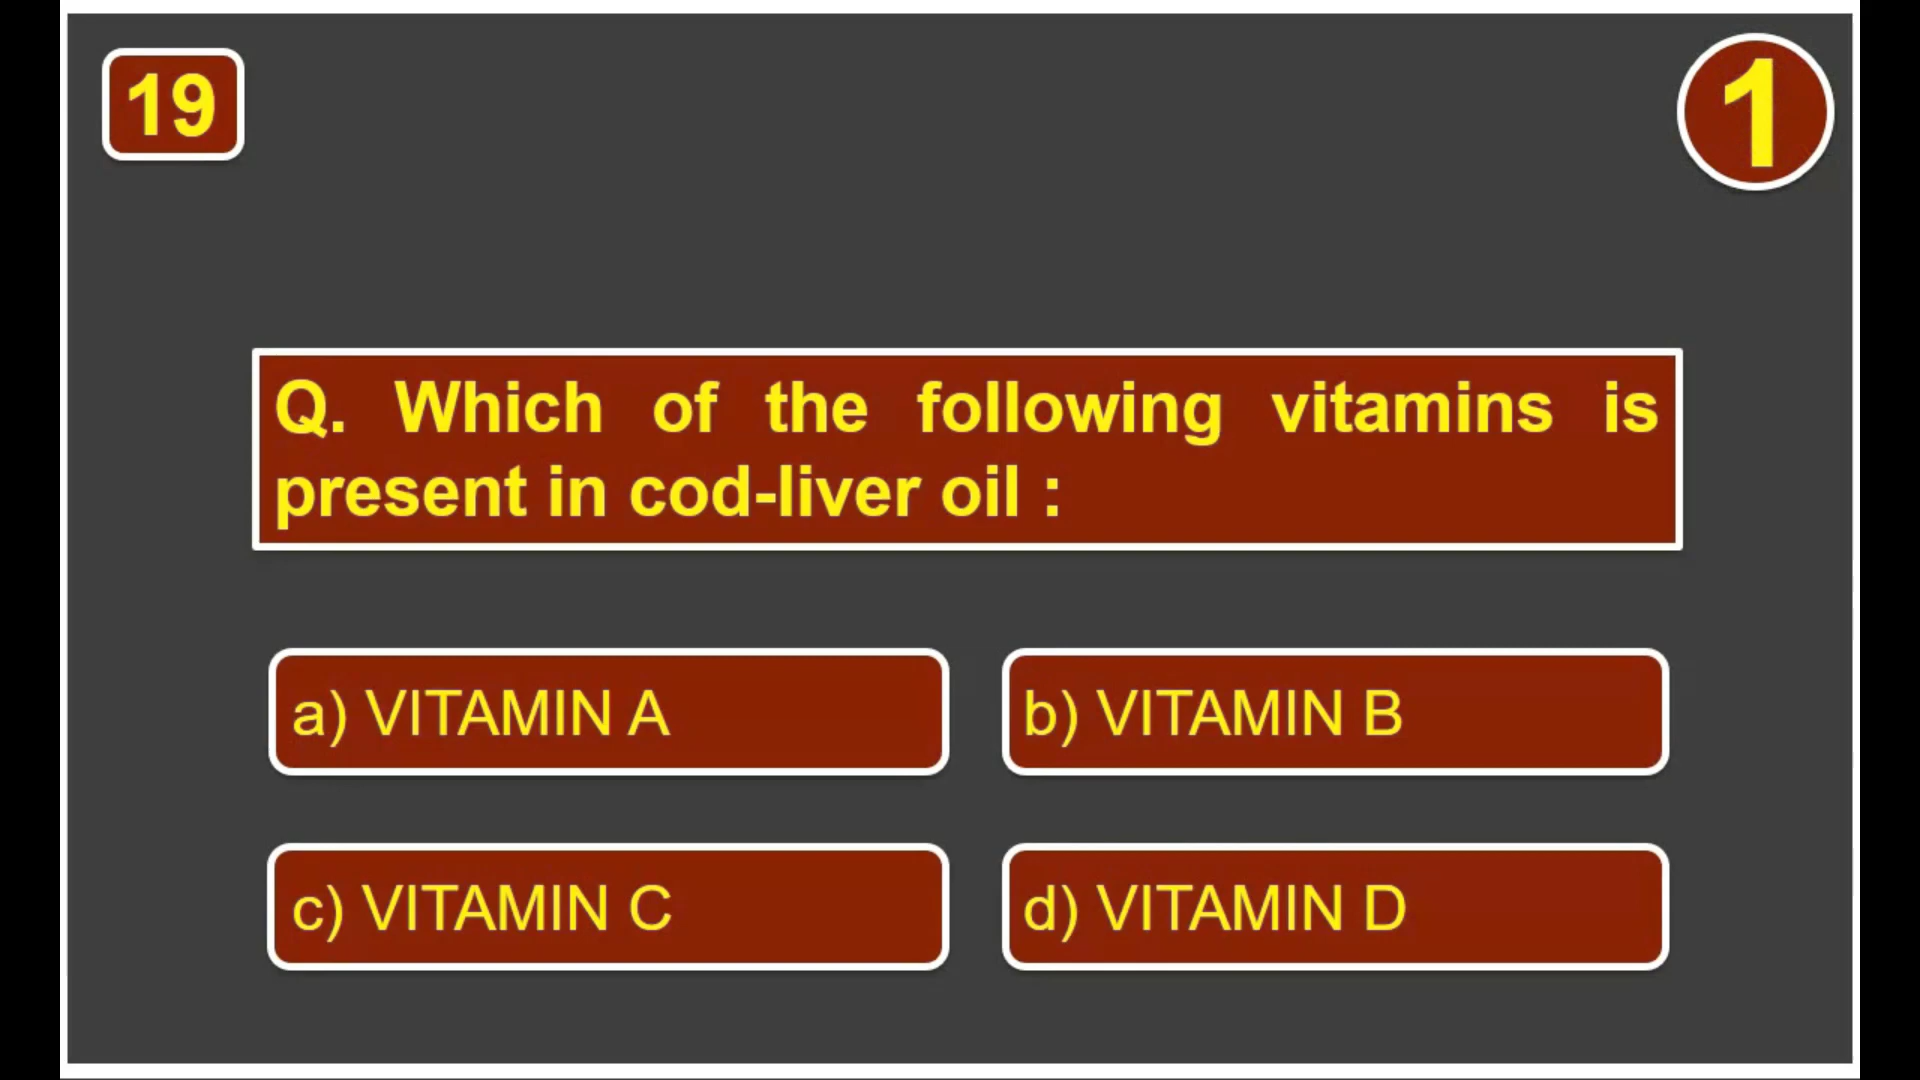 19
1
Q. Which of the following vitamins is
present in cod-liver oil :
a) VITAMIN A
b) VITAMIN B
c) VITAMIN C
d) VITAMIN D